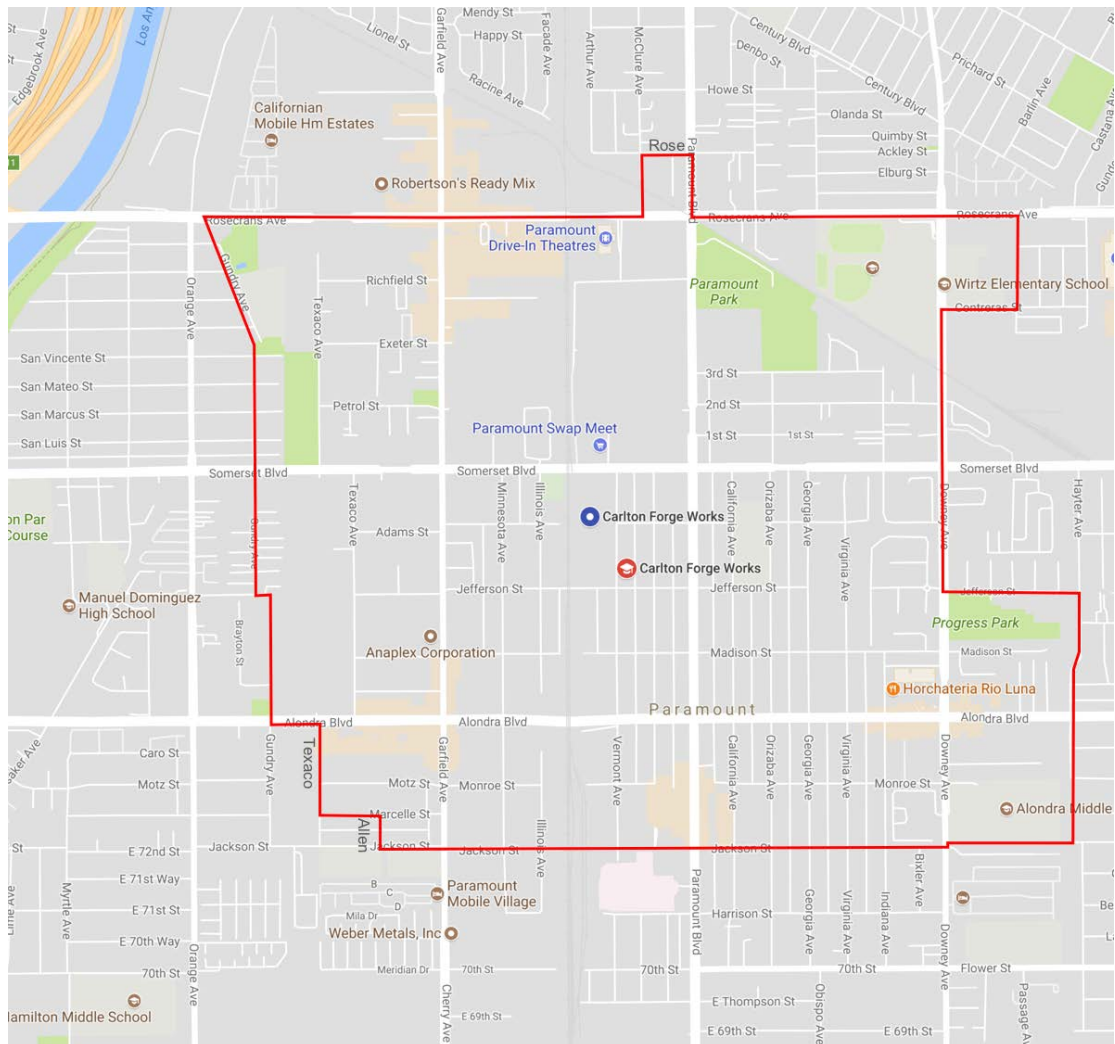 Edgebrook Ave
Los An
Lionel St
Garfield Ave
Mendy St
Happy St
Facade Ave
Racine Ave
Arthur Ave
McClure Ave
Century Blvd
Denbo St
Howe St
Century Blvd
Olanda St
Quimby St
Ackley St
Elburg St
Prichard St
Barlin Ave
Castana Ave
Californian
Mobile Hm Estates
Robertson's Ready Mix
Rose
Paramount Blvd
Rosecrans Ave
Rosecrans Ave
Rosecrans Ave
Paramount
Drive-In Theatres
Gundry Ave
Orange Ave
Texaco Ave
Richfield St
Exeter St
Petrol St
Paramount
Park
Wirtz Elementary School
Contreras St
San Vincente St
San Mateo St
San Marcus St
San Luis St
3rd St
2nd St
1st St
1st St
Paramount Swap Meet
Somerset Blvd
Somerset Blvd
Somerset Blvd
Texaco Ave
Minnesota Ave
Illinois Ave
California Ave
Orizaba Ave
Georgia Ave
Virginia Ave
Downey Ave
Hayter Ave
on Par
Course
Gundry Ave
Adams St
Carlton Forge Works
Carlton Forge Works
Jefferson St
Jefferson St
Jefferson St
Manuel Dominguez
High School
Brayton St
Anaplex Corporation
Progress Park
Madison St
Madison St
Horchateria Rio Luna
Paramount
Alondra Blvd
Alondra Blvd
Alondra Blvd
Caro St
Motz St
Gundry Ave
Texaco
Garfield Ave
Motz St
Monroe St
Vermont Ave
California Ave
Orizaba Ave
Georgia Ave
Virginia Ave
Monroe St
Downey Ave
Alondra Middle
Marcelle St
Allen
Illinois Ave
E 72nd St
Jackson St
Jackson St
Jackson St
Jackson St
E 71st Way
E 71st St
E 70th Way
70th St
Myrtle Ave
Orange Ave
B
C
D
Mila Dr
Paramount
Mobile Village
Weber Metals, Inc
Meridian Dr
70th St
70th St
70th St
Flower St
Paramount Blvd
Harrison St
Georgia Ave
Virginia Ave
Indiana Ave
Bixler Ave
Downey Ave
Hamilton Middle School
Cherry Ave
E 69th St
E Thompson St
E 69th St
Obispo Ave
E 69th St
Passage Av